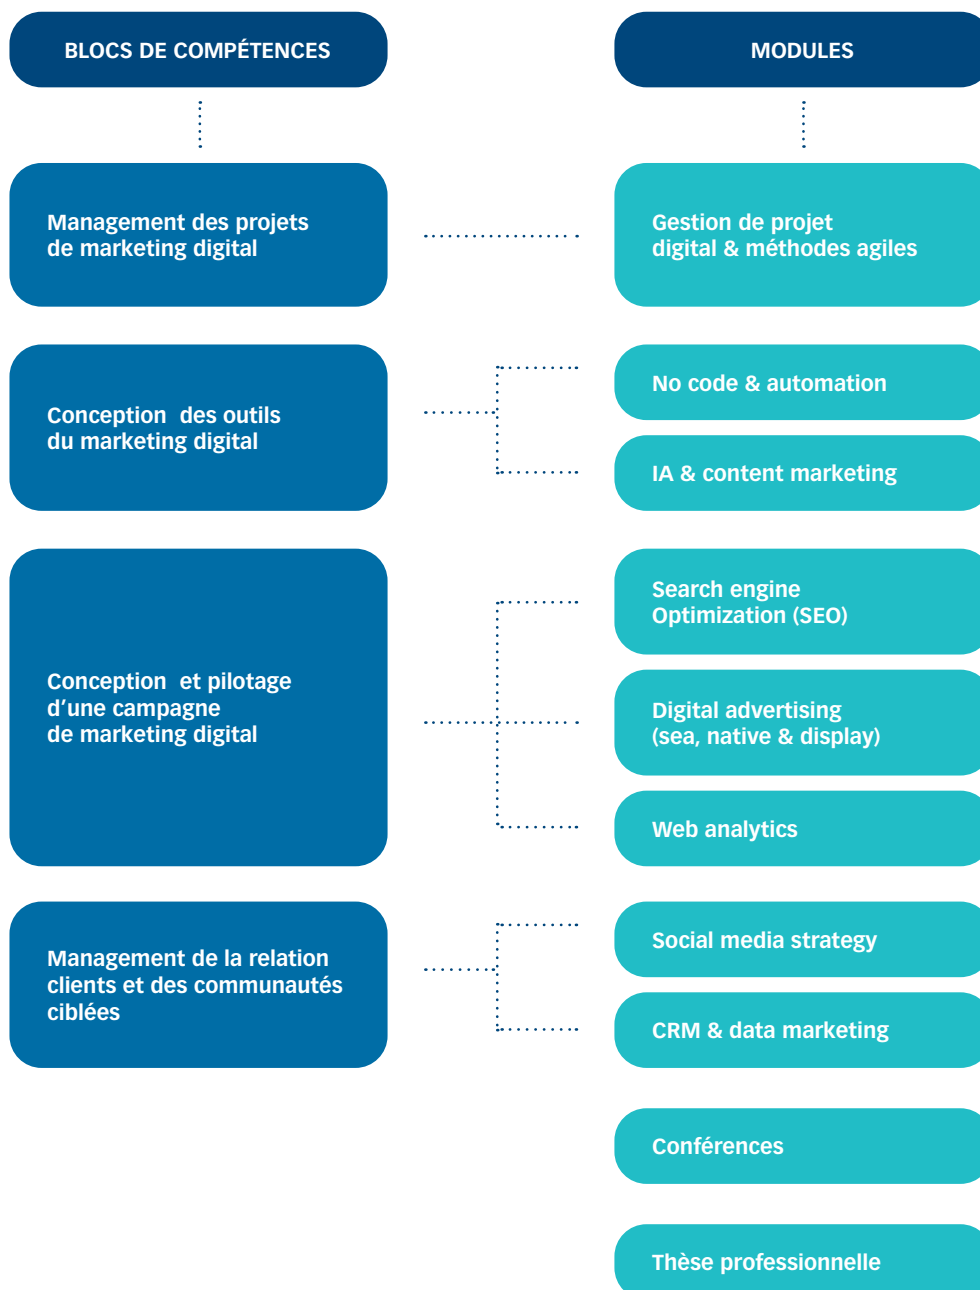 BLOCS DE COMPÉTENCES
MODULES
Management des projets
de marketing digital
Gestion de projet
digital & méthodes agiles
Conception des outils
du marketing digital
No code & automation
IA & content marketing
Conception et pilotage
d'une campagne
de marketing digital
Search engine
Optimization (SEO)
Digital advertising
(sea, native & display)
Web analytics
Management de la relation
clients et des communautés
ciblées
Social media strategy
CRM & data marketing
Conférences
Thèse professionnelle